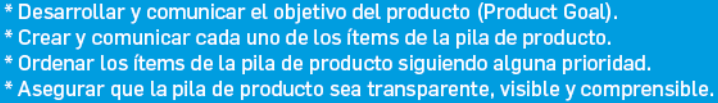 * Desarrollar y comunicar el objetivo del producto (Product Goal).
* Crear y comunicar cada uno de los ítems de la pila de producto.
* Ordenar los ítems de la pila de producto siguiendo alguna prioridad.
* Asegurar que la pila de producto sea transparente, visible y comprensible.